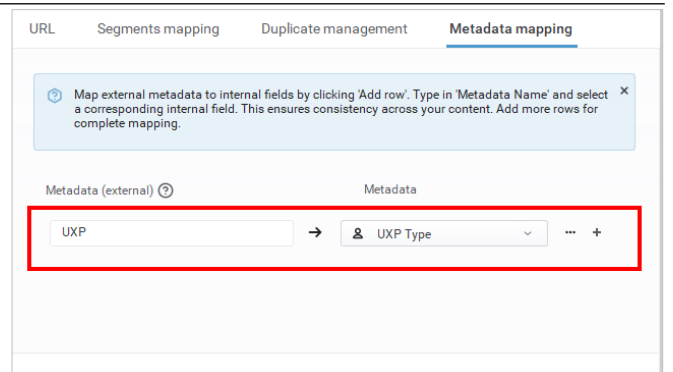 URL Segments mapping Duplicate management Metadata mapping
Map external metadata to internal fields by clicking 'Add row'. Type in 'Metadata Name' and select
a corresponding internal field. This ensures consistency across your content. Add more rows for
complete mapping.
Metadata (external) Metadata
UXP → UXP Type